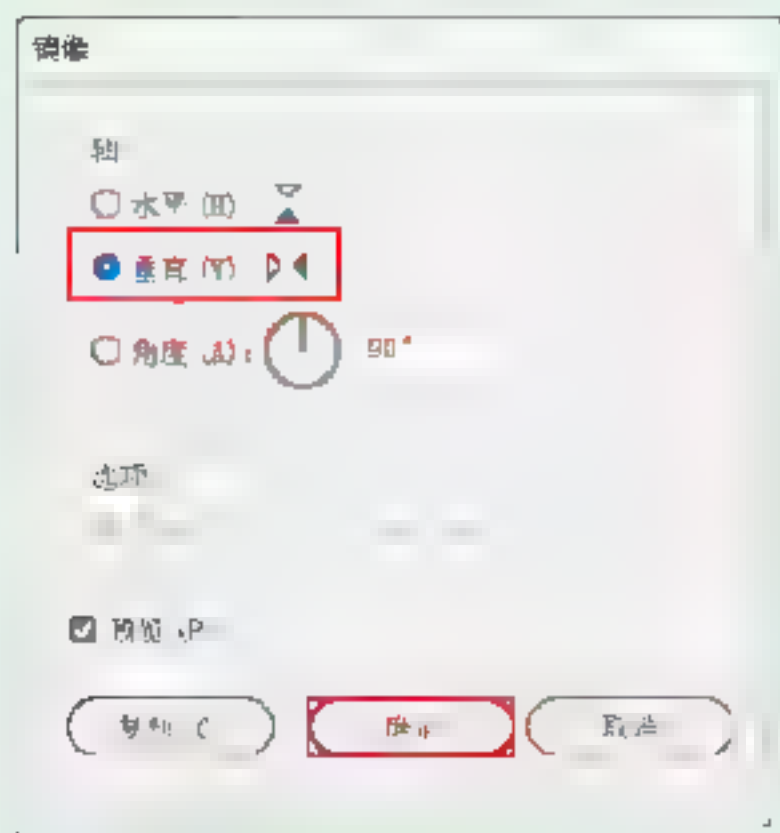 镜像
轴
水平 (H)
垂直 (V)
角度 (A): 90°
选项
预览 (P
复制 (C
确定
取消